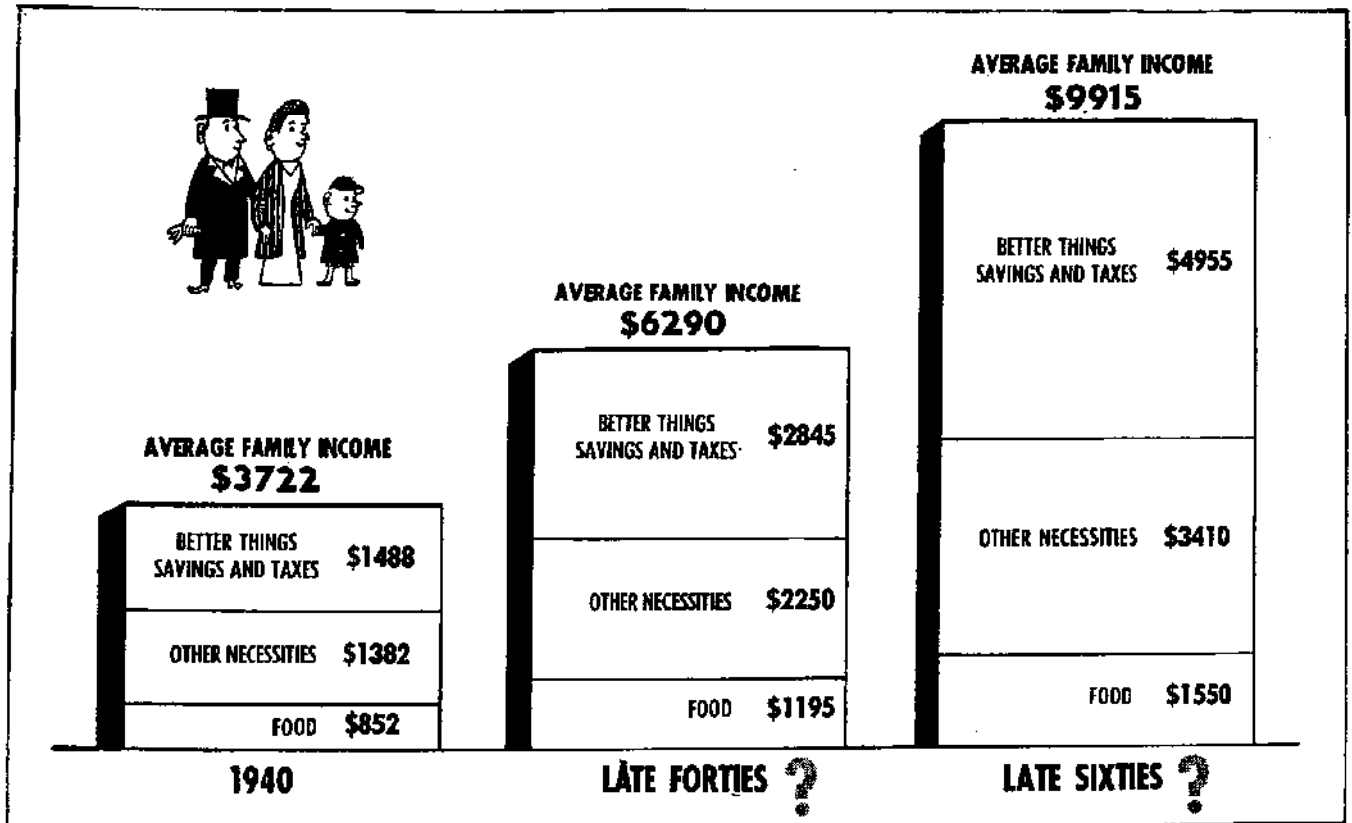 AVERAGE FAMILY INCOME
$3722
BETTER THINGS
SAVINGS AND TAXES $1488
OTHER NECESSITIES $1382
FOOD $852
1940
AVERAGE FAMILY INCOME
$6290
BETTER THINGS
SAVINGS AND TAXES $2845
OTHER NECESSITIES $2250
FOOD $1195
LATE FORTIES ?
AVERAGE FAMILY INCOME
$9915
BETTER THINGS
SAVINGS AND TAXES $4955
OTHER NECESSITIES $3410
FOOD $1550
LATE SIXTIES ?